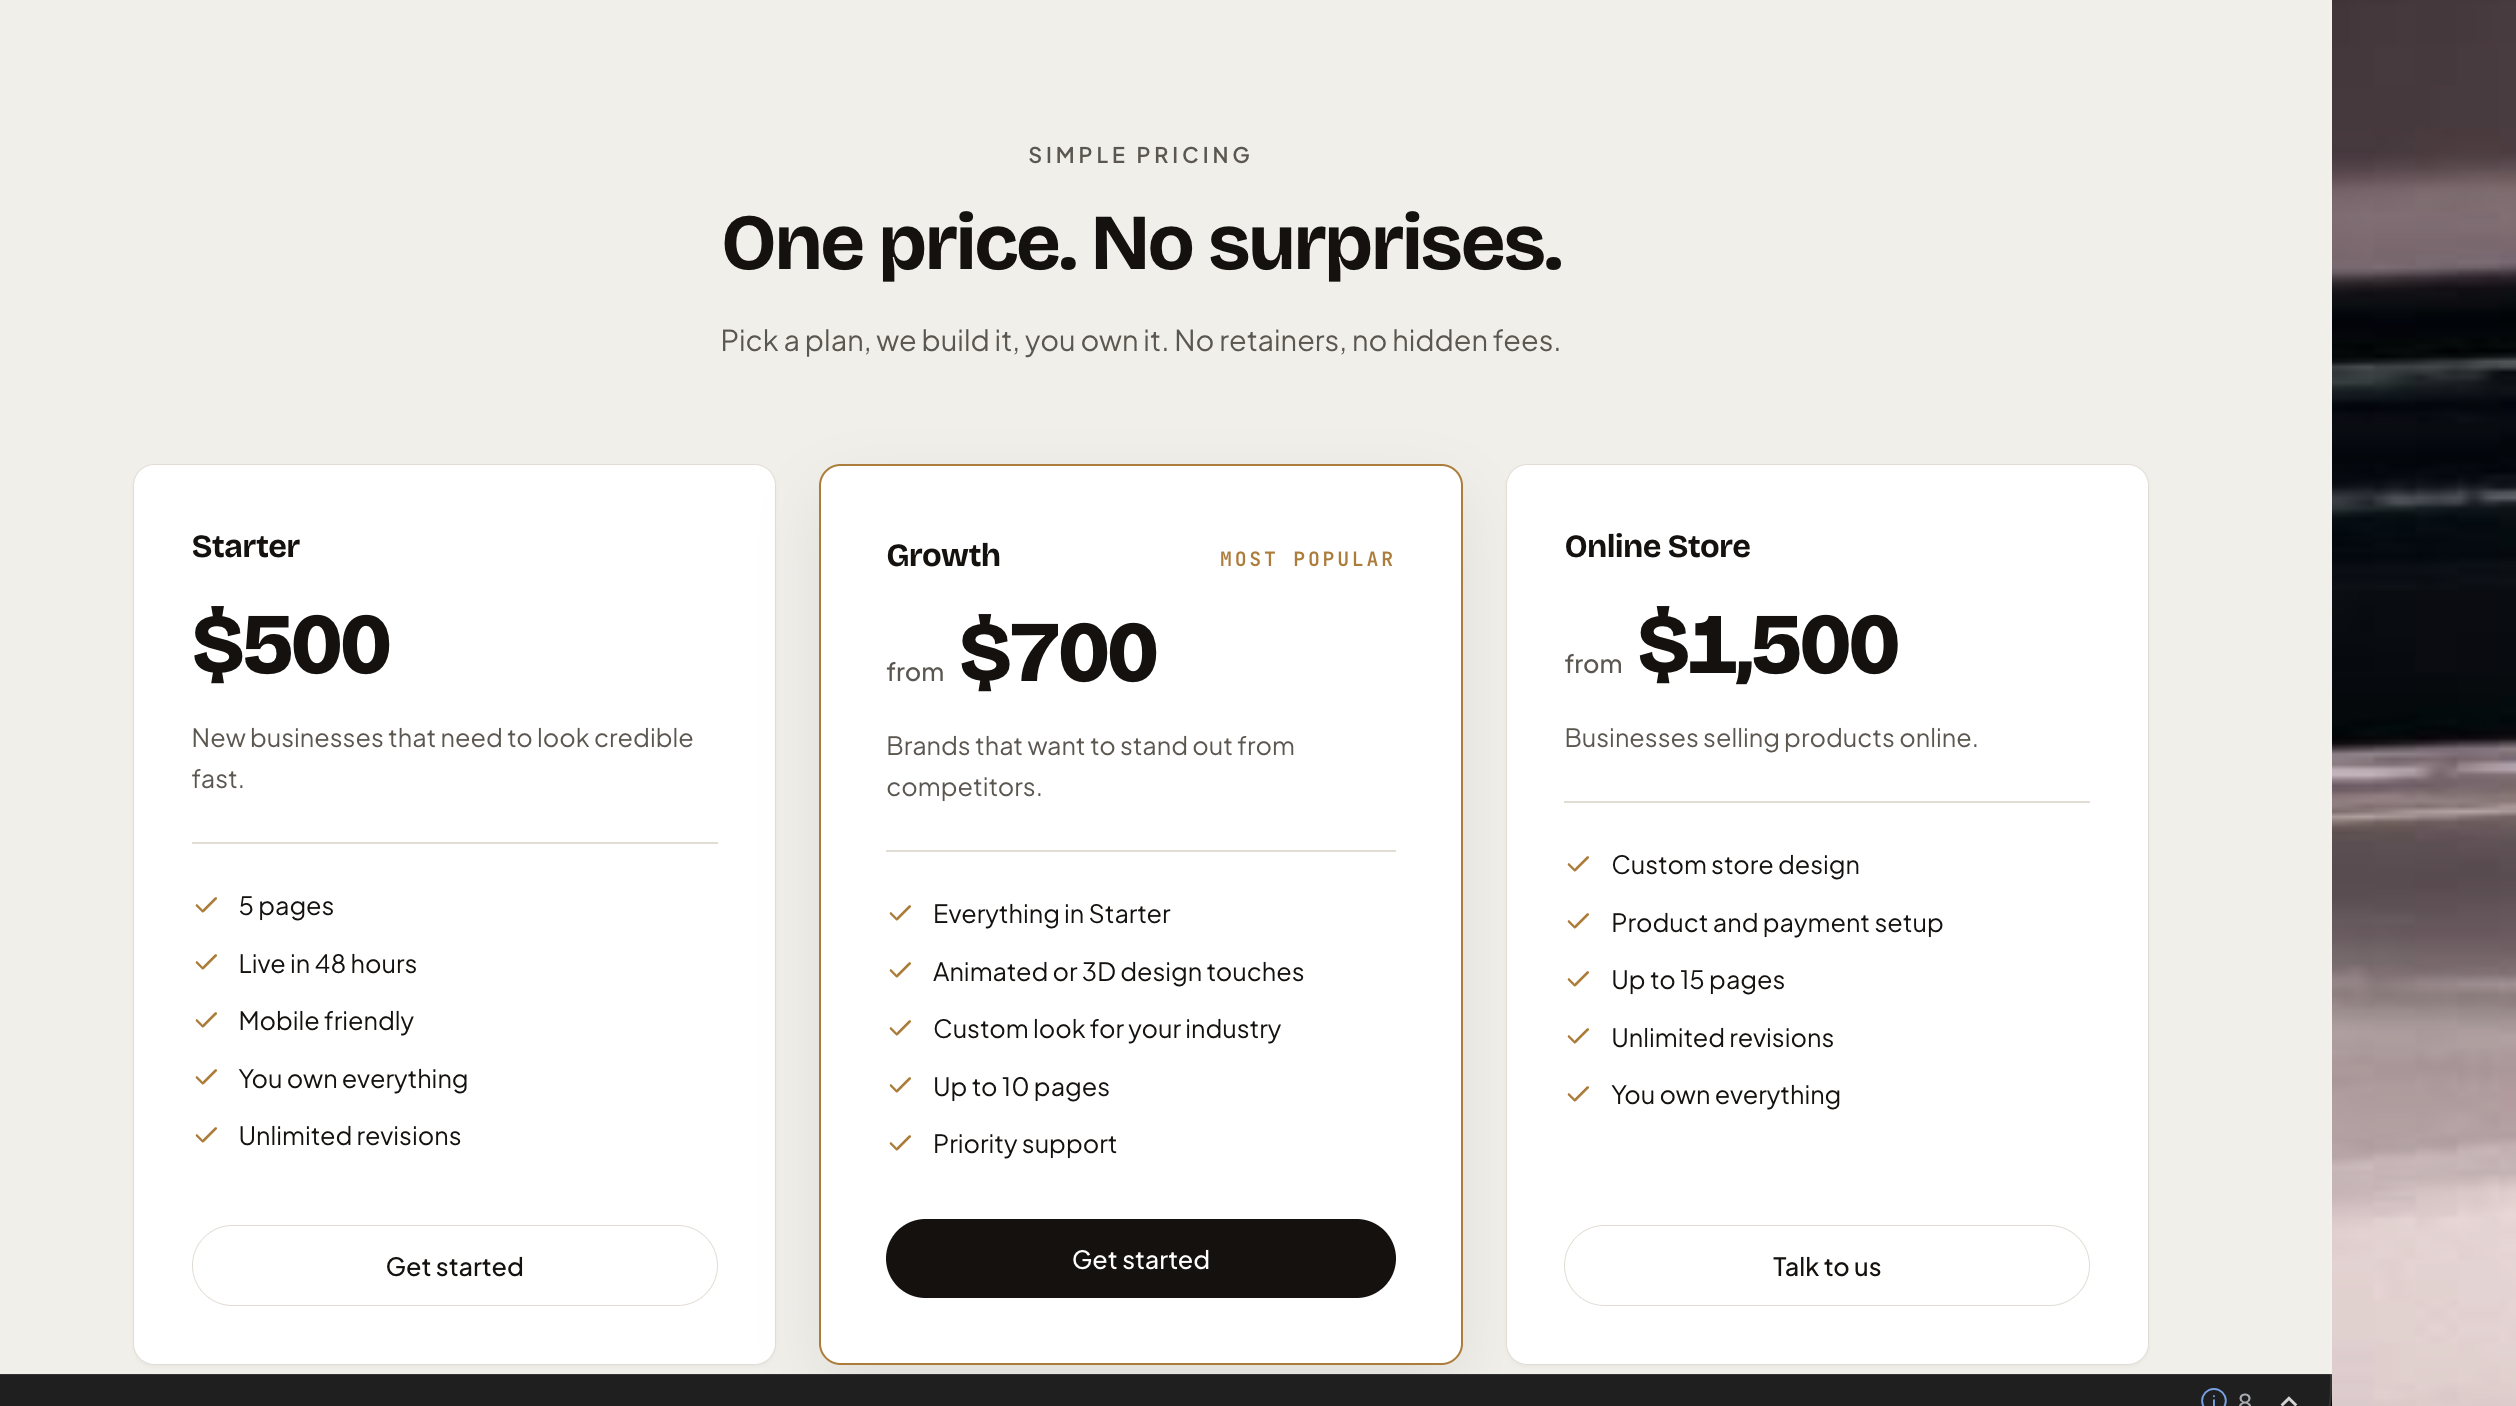 SIMPLE PRICING
One price. No surprises.
Pick a plan, we build it, you own it. No retainers, no hidden fees.
Starter
$500
New businesses that need to look credible
fast.
5 pages
Live in 48 hours
Mobile friendly
You own everything
Unlimited revisions
Get started
Growth
MOST POPULAR
from $700
Brands that want to stand out from
competitors.
Everything in Starter
Animated or 3D design touches
Custom look for your industry
Up to 10 pages
Priority support
Get started
Online Store
from $1,500
Businesses selling products online.
Custom store design
Product and payment setup
Up to 15 pages
Unlimited revisions
You own everything
Talk to us
8